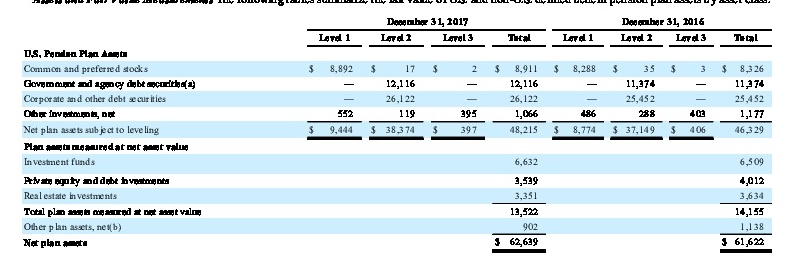 The following tables summarize the fair value of U.S. and non-U.S. defined benefit pension plan assets by asset class:
December 31, 2017 December 31, 2016
Level 1 Level 2 Level 3 Total Level 1 Level 2 Level 3 Total
U.S. Pension Plan Assets
Common and preferred stocks $ 8,892 $ 17 $ 2 $ 8,911 $ 8,288 $ 35 $ 3 $ 8,326
Government and agency debt securities(a) — 12,116 — 12,116 — 11,374 — 11,374
Corporate and other debt securities — 26,122 — 26,122 — 25,452 — 25,452
Other investments, net 552 119 395 1,066 486 288 403 1,177
Net plan assets subject to leveling $ 9,444 $ 38,374 $ 397 48,215 $ 8,774 $ 37,149 $ 406 46,329
Plan assets measured at net asset value
Investment funds 6,632 6,509
Private equity and debt investments 3,539 4,012
Real estate investments 3,351 3,634
Total plan assets measured at net asset value 13,522 14,155
Other plan assets, net(b) 902 1,138
Net plan assets $ 62,639 $ 61,622